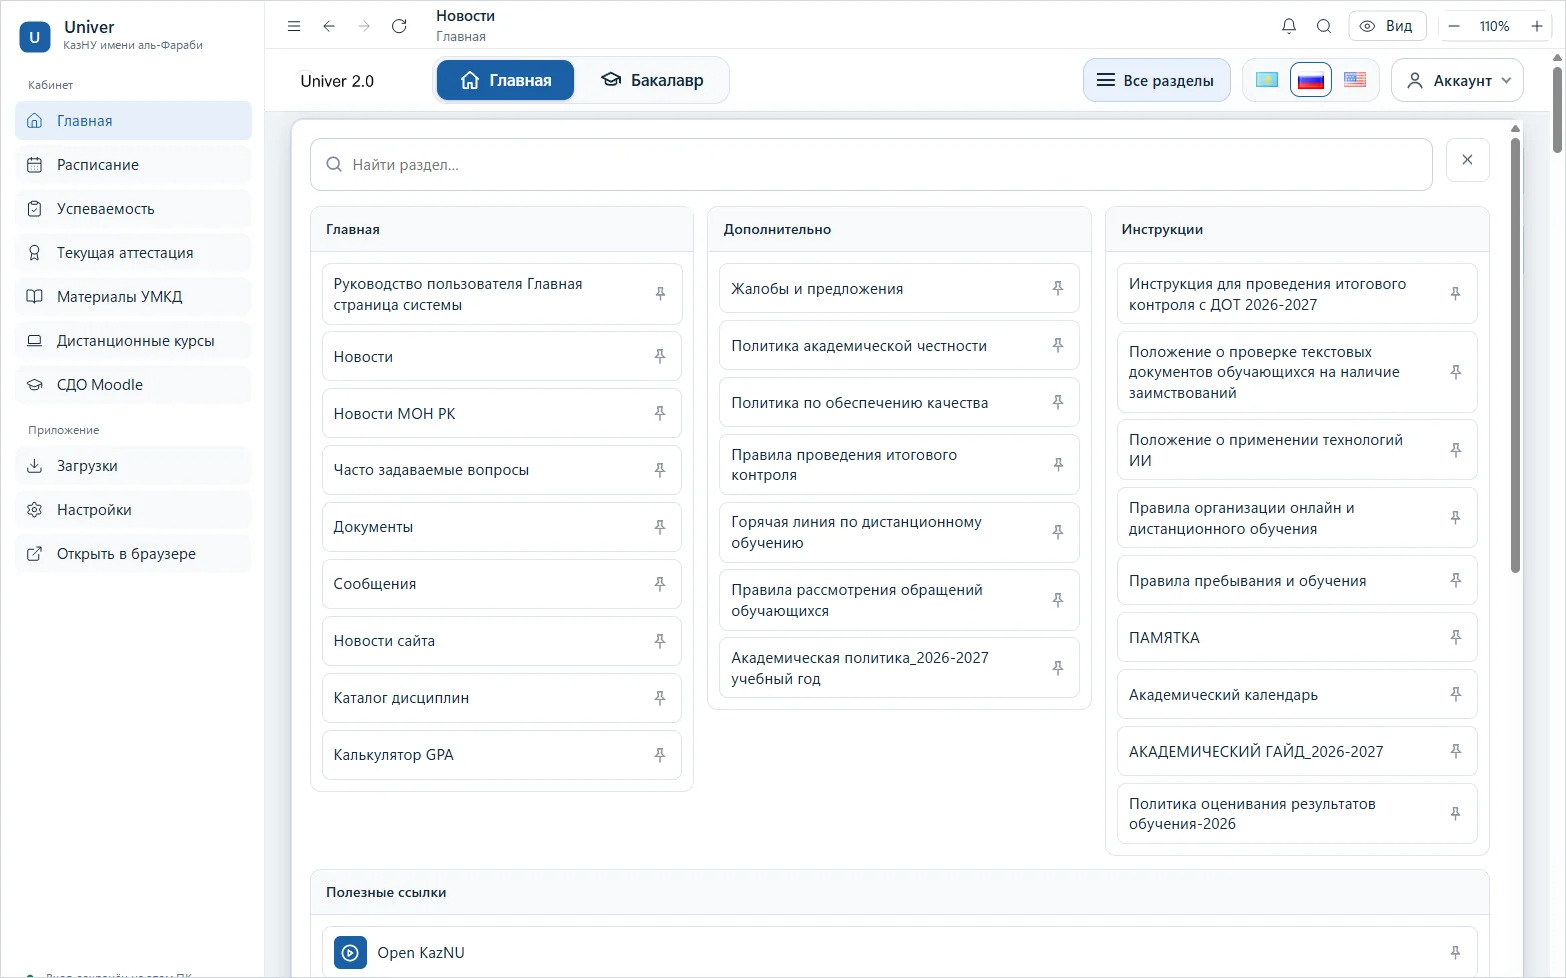 Univer
КазНУ имени аль-Фараби
Кабинет
Главная
Расписание
Успеваемость
Текущая аттестация
Материалы УМКД
Дистанционные курсы
СДО Moodle
Приложение
Загрузки
Настройки
Открыть в браузере
Новости
Главная
Вид
110%
Univer 2.0
Главная
Бакалавр
Все разделы
Аккаунт
Найти раздел...
Главная
Руководство пользователя Главная
страница системы
Новости
Новости МОН РК
Часто задаваемые вопросы
Документы
Сообщения
Новости сайта
Каталог дисциплин
Калькулятор GPA
Дополнительно
Жалобы и предложения
Политика академической честности
Политика по обеспечению качества
Правила проведения итогового
контроля
Горячая линия по дистанционному
обучению
Правила рассмотрения обращений
обучающихся
Академическая политика_2026-2027
учебный год
Инструкции
Инструкция для проведения итогового
контроля с ДОТ 2026-2027
Положение о проверке текстовых
документов обучающихся на наличие
заимствований
Положение о применении технологий
ИИ
Правила организации онлайн и
дистанционного обучения
Правила пребывания и обучения
ПАМЯТКА
Академический календарь
АКАДЕМИЧЕСКИЙ ГАЙД_2026-2027
Политика оценивания результатов
обучения-2026
Полезные ссылки
Open KazNU